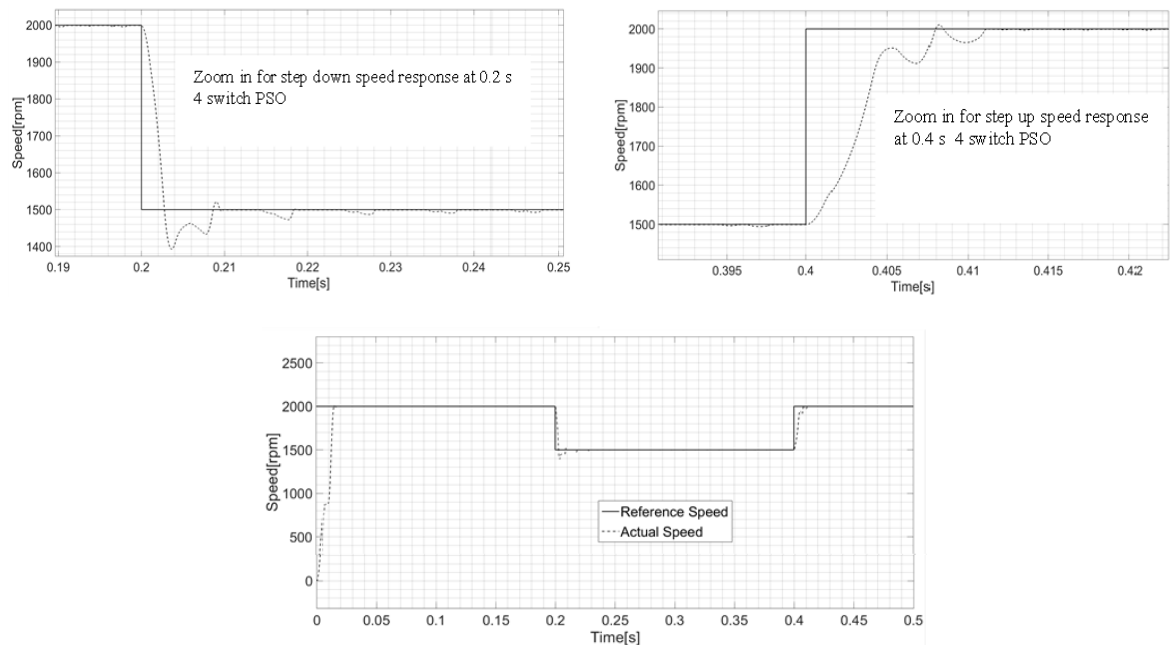 2000
1900
1800
1700
1600
1500
1400
Speed[rpm]
Zoom in for step down speed response at 0.2 s
4 switch PSO
0.19 0.2 0.21 0.22 0.23 0.24 0.25
Time[s]
2000
1900
1800
1700
1600
1500
Speed[rpm]
Zoom in for step up speed response
at 0.4 s 4 switch PSO
0.395 0.4 0.405 0.41 0.415 0.42
Time[s]
2500
2000
1500
1000
500
0
Speed[rpm]
Reference Speed
Actual Speed
0 0.05 0.1 0.15 0.2 0.25 0.3 0.35 0.4 0.45 0.5
Time[s]